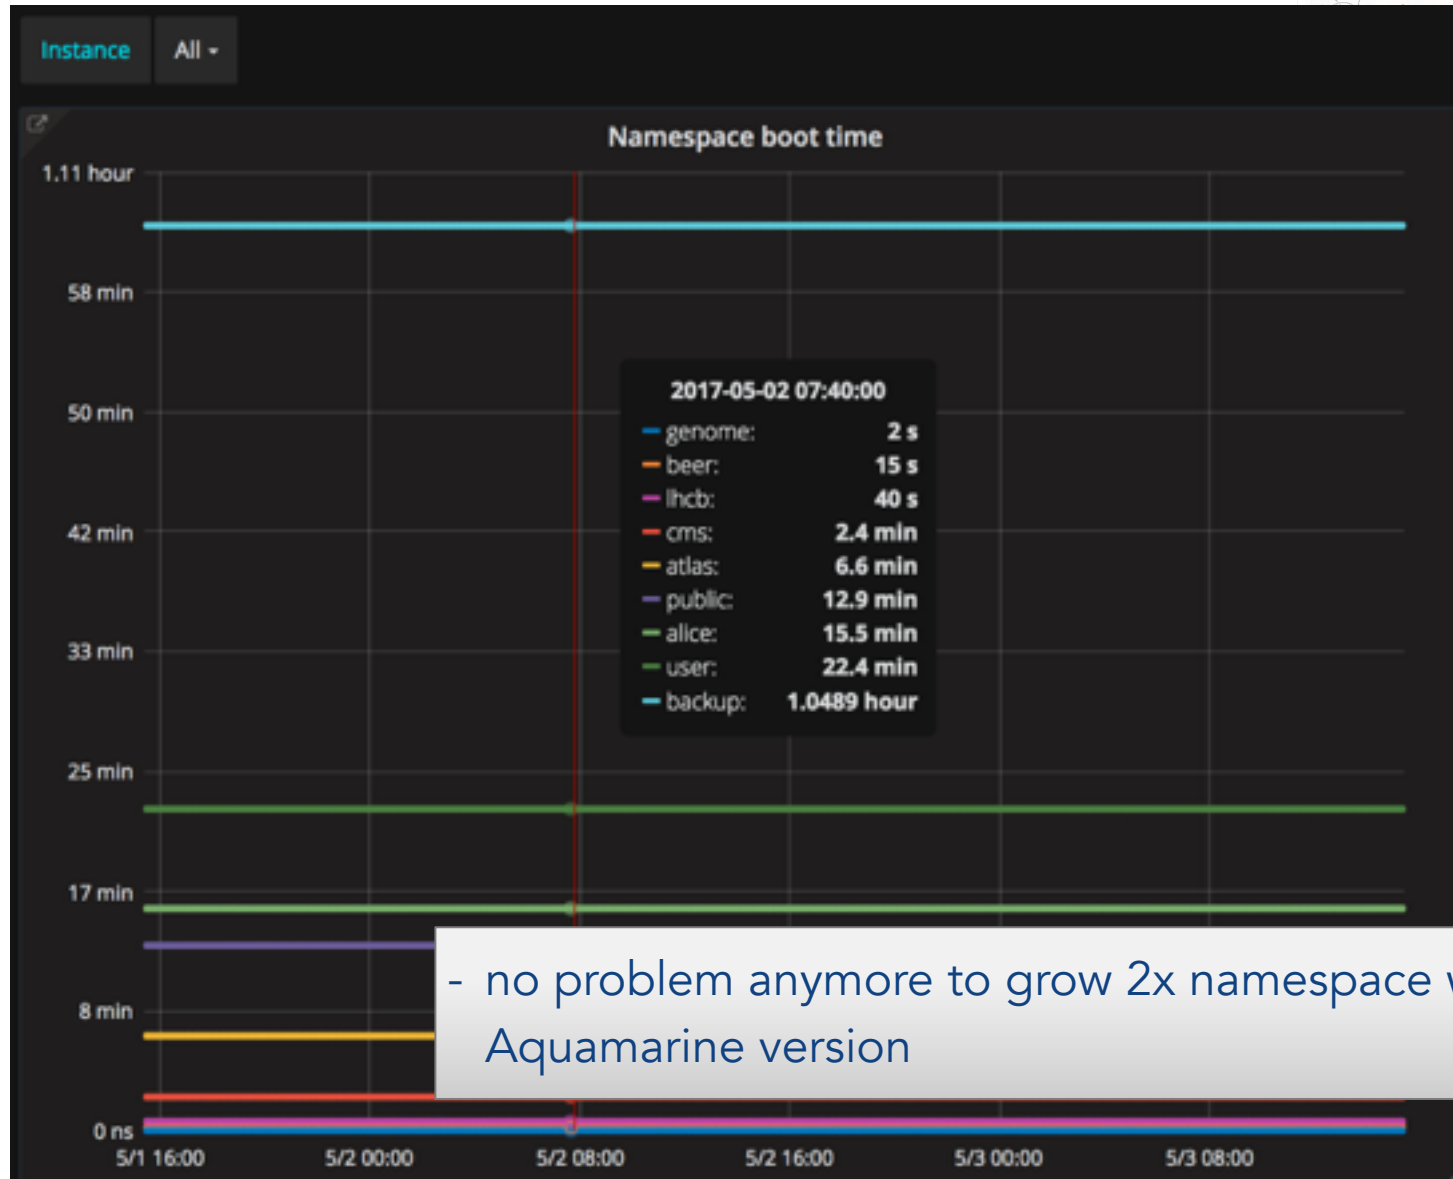 Instance All
Namespace boot time
1.11 hour
58 min
50 min
42 min
33 min
25 min
17 min
8 min
0 ns
2017-05-02 07:40:00
genome: 2 s
beer: 15 s
lhcb: 40 s
cms: 2.4 min
atlas: 6.6 min
public: 12.9 min
alice: 15.5 min
user: 22.4 min
backup: 1.0489 hour
- no problem anymore to grow 2x namespace
Aquamarine version
5/1 16:00 5/2 00:00 5/2 08:00 5/2 16:00 5/3 00:00 5/3 08:00